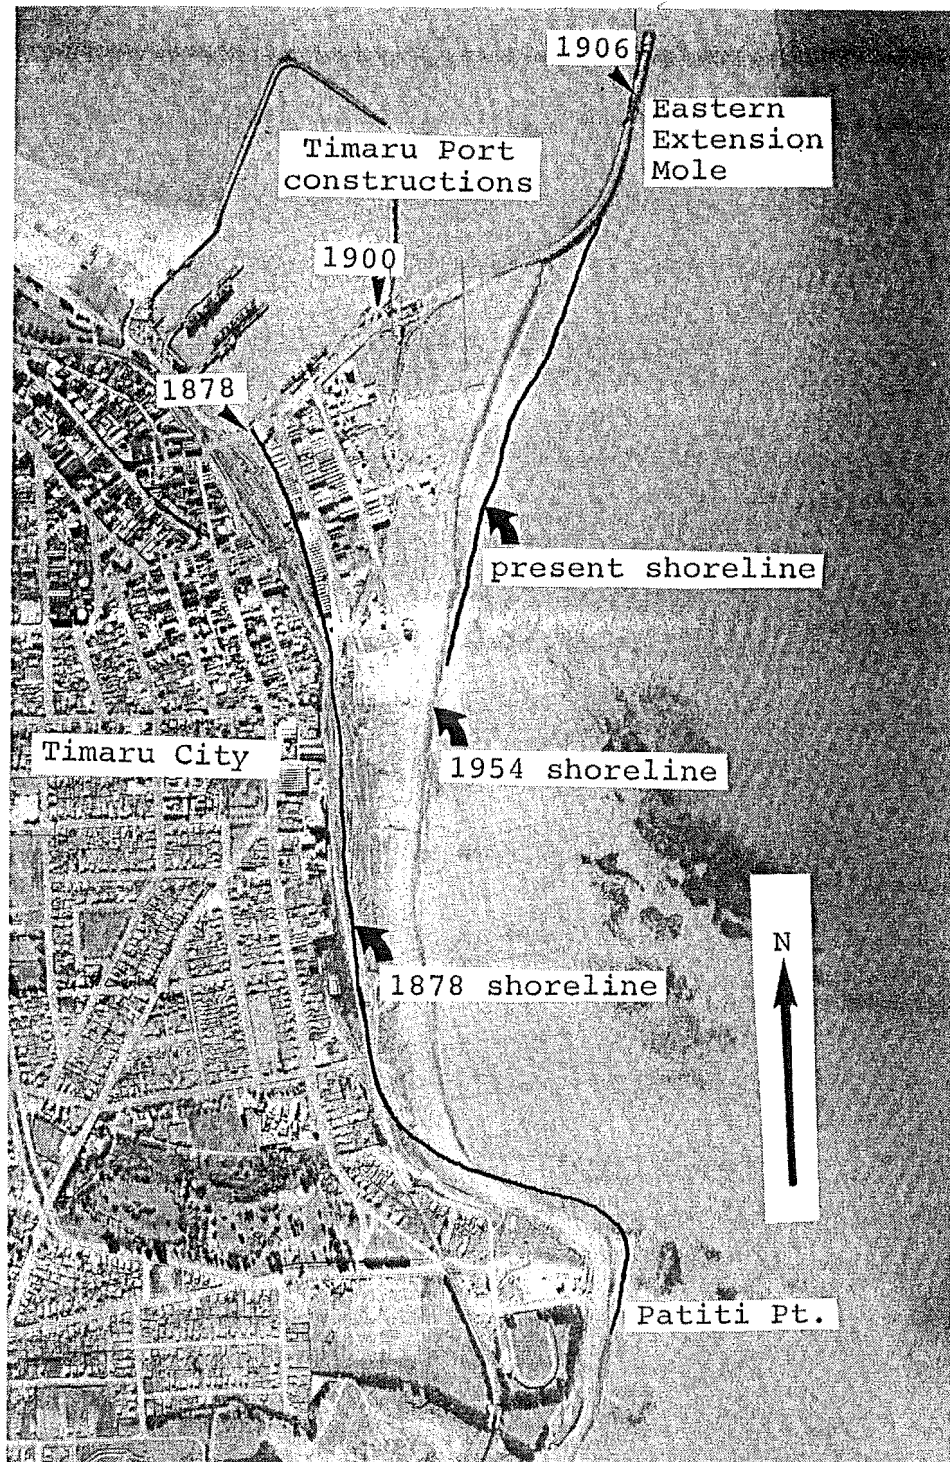 1906
Eastern
Extension
Mole
Timaru Port
constructions
1900
1878
present shoreline
Timaru City
1954 shoreline
N
1878 shoreline
Patiti Pt.